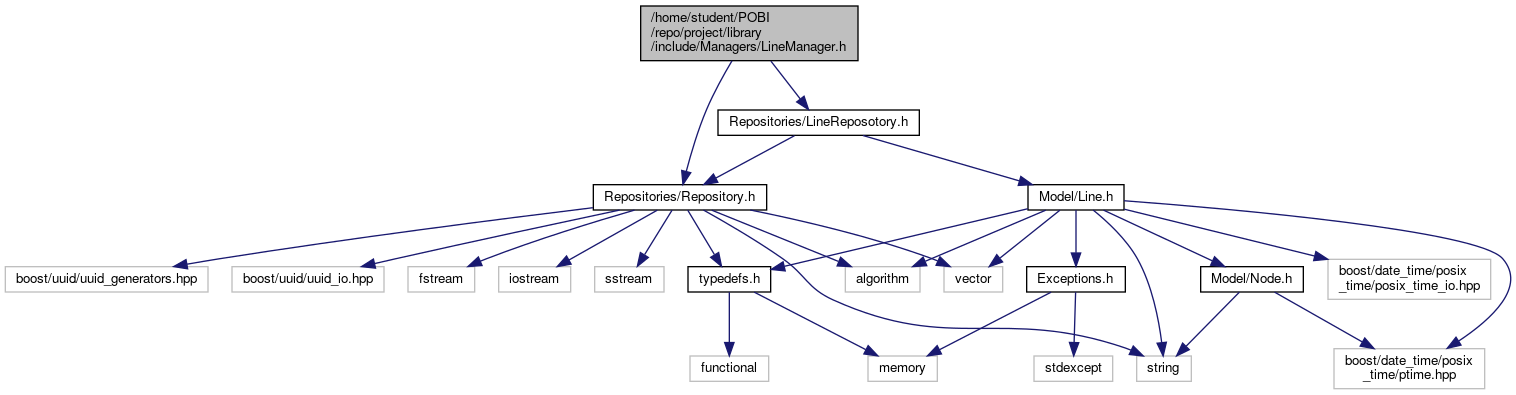 /home/student/POBI
/repo/project/library
/include/Managers/LineManager.h
Repositories/LineReposotory.h
Repositories/Repository.h
Model/Line.h
boost/uuid/uuid_generators.hpp
boost/uuid/uuid_io.hpp
fstream
iostream
sstream
typedefs.h
algorithm
vector
Exceptions.h
Model/Node.h
boost/date_time/posix
_time/posix_time_io.hpp
functional
memory
stdexcept
string
boost/date_time/posix
_time/ptime.hpp